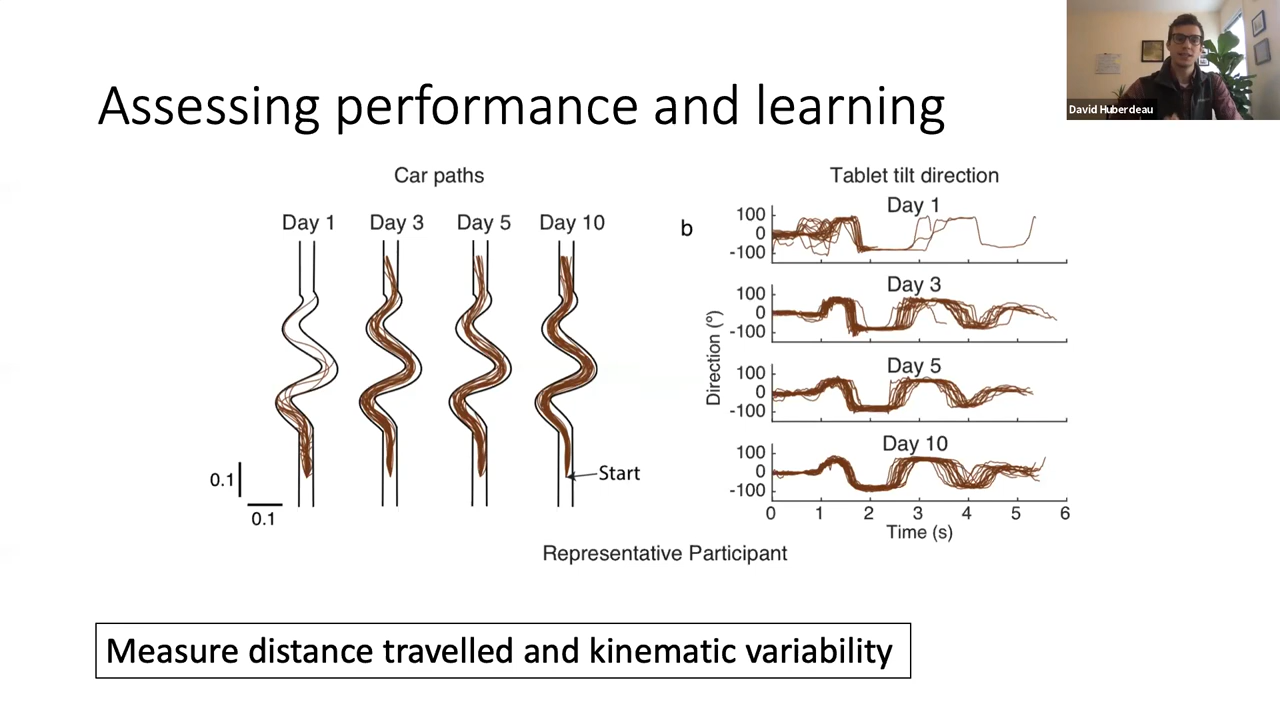 David Huberdeau
Assessing performance and learning
Car paths
Day 1 Day 3 Day 5 Day 10
0.1
0.1
Start
b
Tablet tilt direction
Direction (º)
Day 1
100
0
-100
Day 3
100
0
-100
Day 5
100
0
-100
Day 10
100
0
-100
0 1 2 3 4 5 6
Time (s)
Representative Participant
Measure distance travelled and kinematic variability